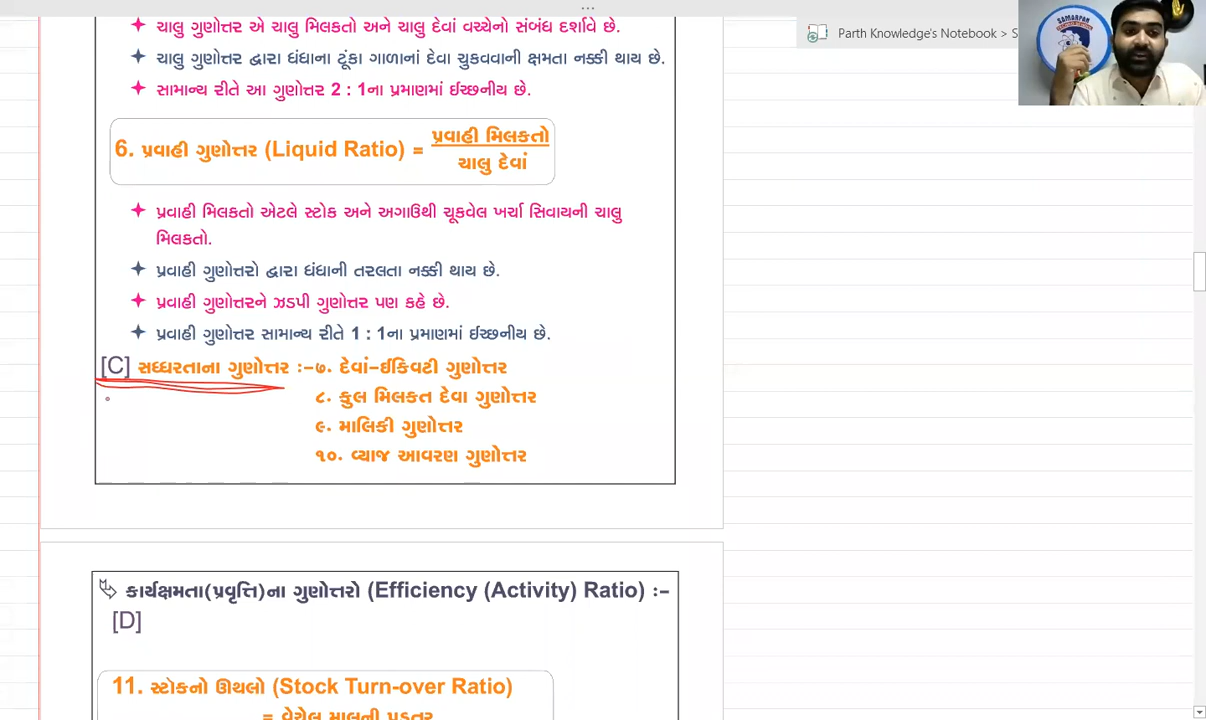 ચાલુ ગુણોત્તર એ ચાલુ મિલકતો અને ચાલુ દેવાં વચ્ચેનો સંબંધ દર્શાવે છે.
Parth Knowledge's Notebook > S
SAMARPAN
ચાલુ ગુણોત્તર દ્વારા ધંધાના ટૂંકા ગાળાનાં દેવા ચુકવવાની ક્ષમતા નક્કી થાય છે.
સામાન્ય રીતે આ ગુણોત્તર 2 : 1ના પ્રમાણમાં ઈચ્છનીય છે.
6. પ્રવાહી ગુણોત્તર (Liquid Ratio) = પ્રવાહી મિલકતો
ચાલુ દેવાં
પ્રવાહી મિલકતો એટલે સ્ટોક અને અગાઉથી ચૂકવેલ ખર્ચા સિવાયની ચાલુ
મિલકતો.
પ્રવાહી ગુણોત્તરો દ્વારા ધંધાની તરલતા નક્કી થાય છે.
પ્રવાહી ગુણોત્તરને ઝડપી ગુણોત્તર પણ કહે છે.
પ્રવાહી ગુણોત્તર સામાન્ય રીતે 1 : 1ના પ્રમાણમાં ઈચ્છનીય છે.
[C] સધ્ધરતાના ગુણોત્તર :-૭. દેવાં-ઈકિવટી ગુણોત્તર
૮. કુલ મિલકત દેવા ગુણોત્તર
૯. માલિકી ગુણોત્તર
૧૦. વ્યાજ આવરણ ગુણોત્તર
કાર્યક્ષમતા(પ્રવૃત્તિ)ના ગુણોત્તરો (Efficiency (Activity) Ratio) :-
[D]
11. સ્ટોકનો ઊથલો (Stock Turn-over Ratio)
= વેચેલ માલની પડતર